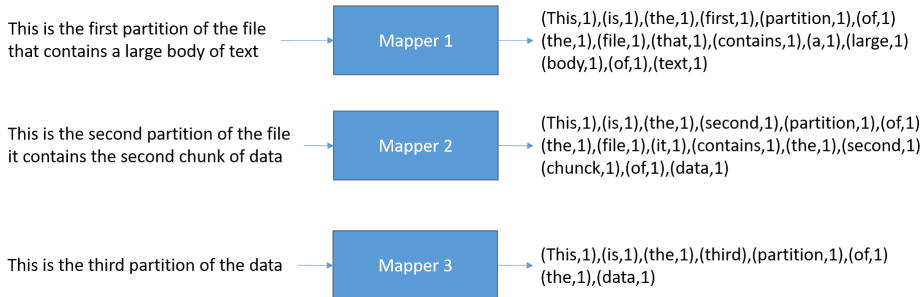 This is the first partition of the file
that contains a large body of text
Mapper 1
(This,1),(is,1),(the,1),(first,1),(partition,1),(of,1)
(the,1),(file,1),(that,1),(contains,1),(a,1),(large,1)
(body,1),(of,1),(text,1)
This is the second partition of the file
it contains the second chunk of data
Mapper 2
(This,1),(is,1),(the,1),(second,1),(partition,1),(of,1)
(the,1),(file,1),(it,1),(contains,1),(the,1),(second,1)
(chunck,1),(of,1),(data,1)
This is the third partition of the data
Mapper 3
(This,1),(is,1),(the,1),(third),(partition,1),(of,1)
(the,1),(data,1)